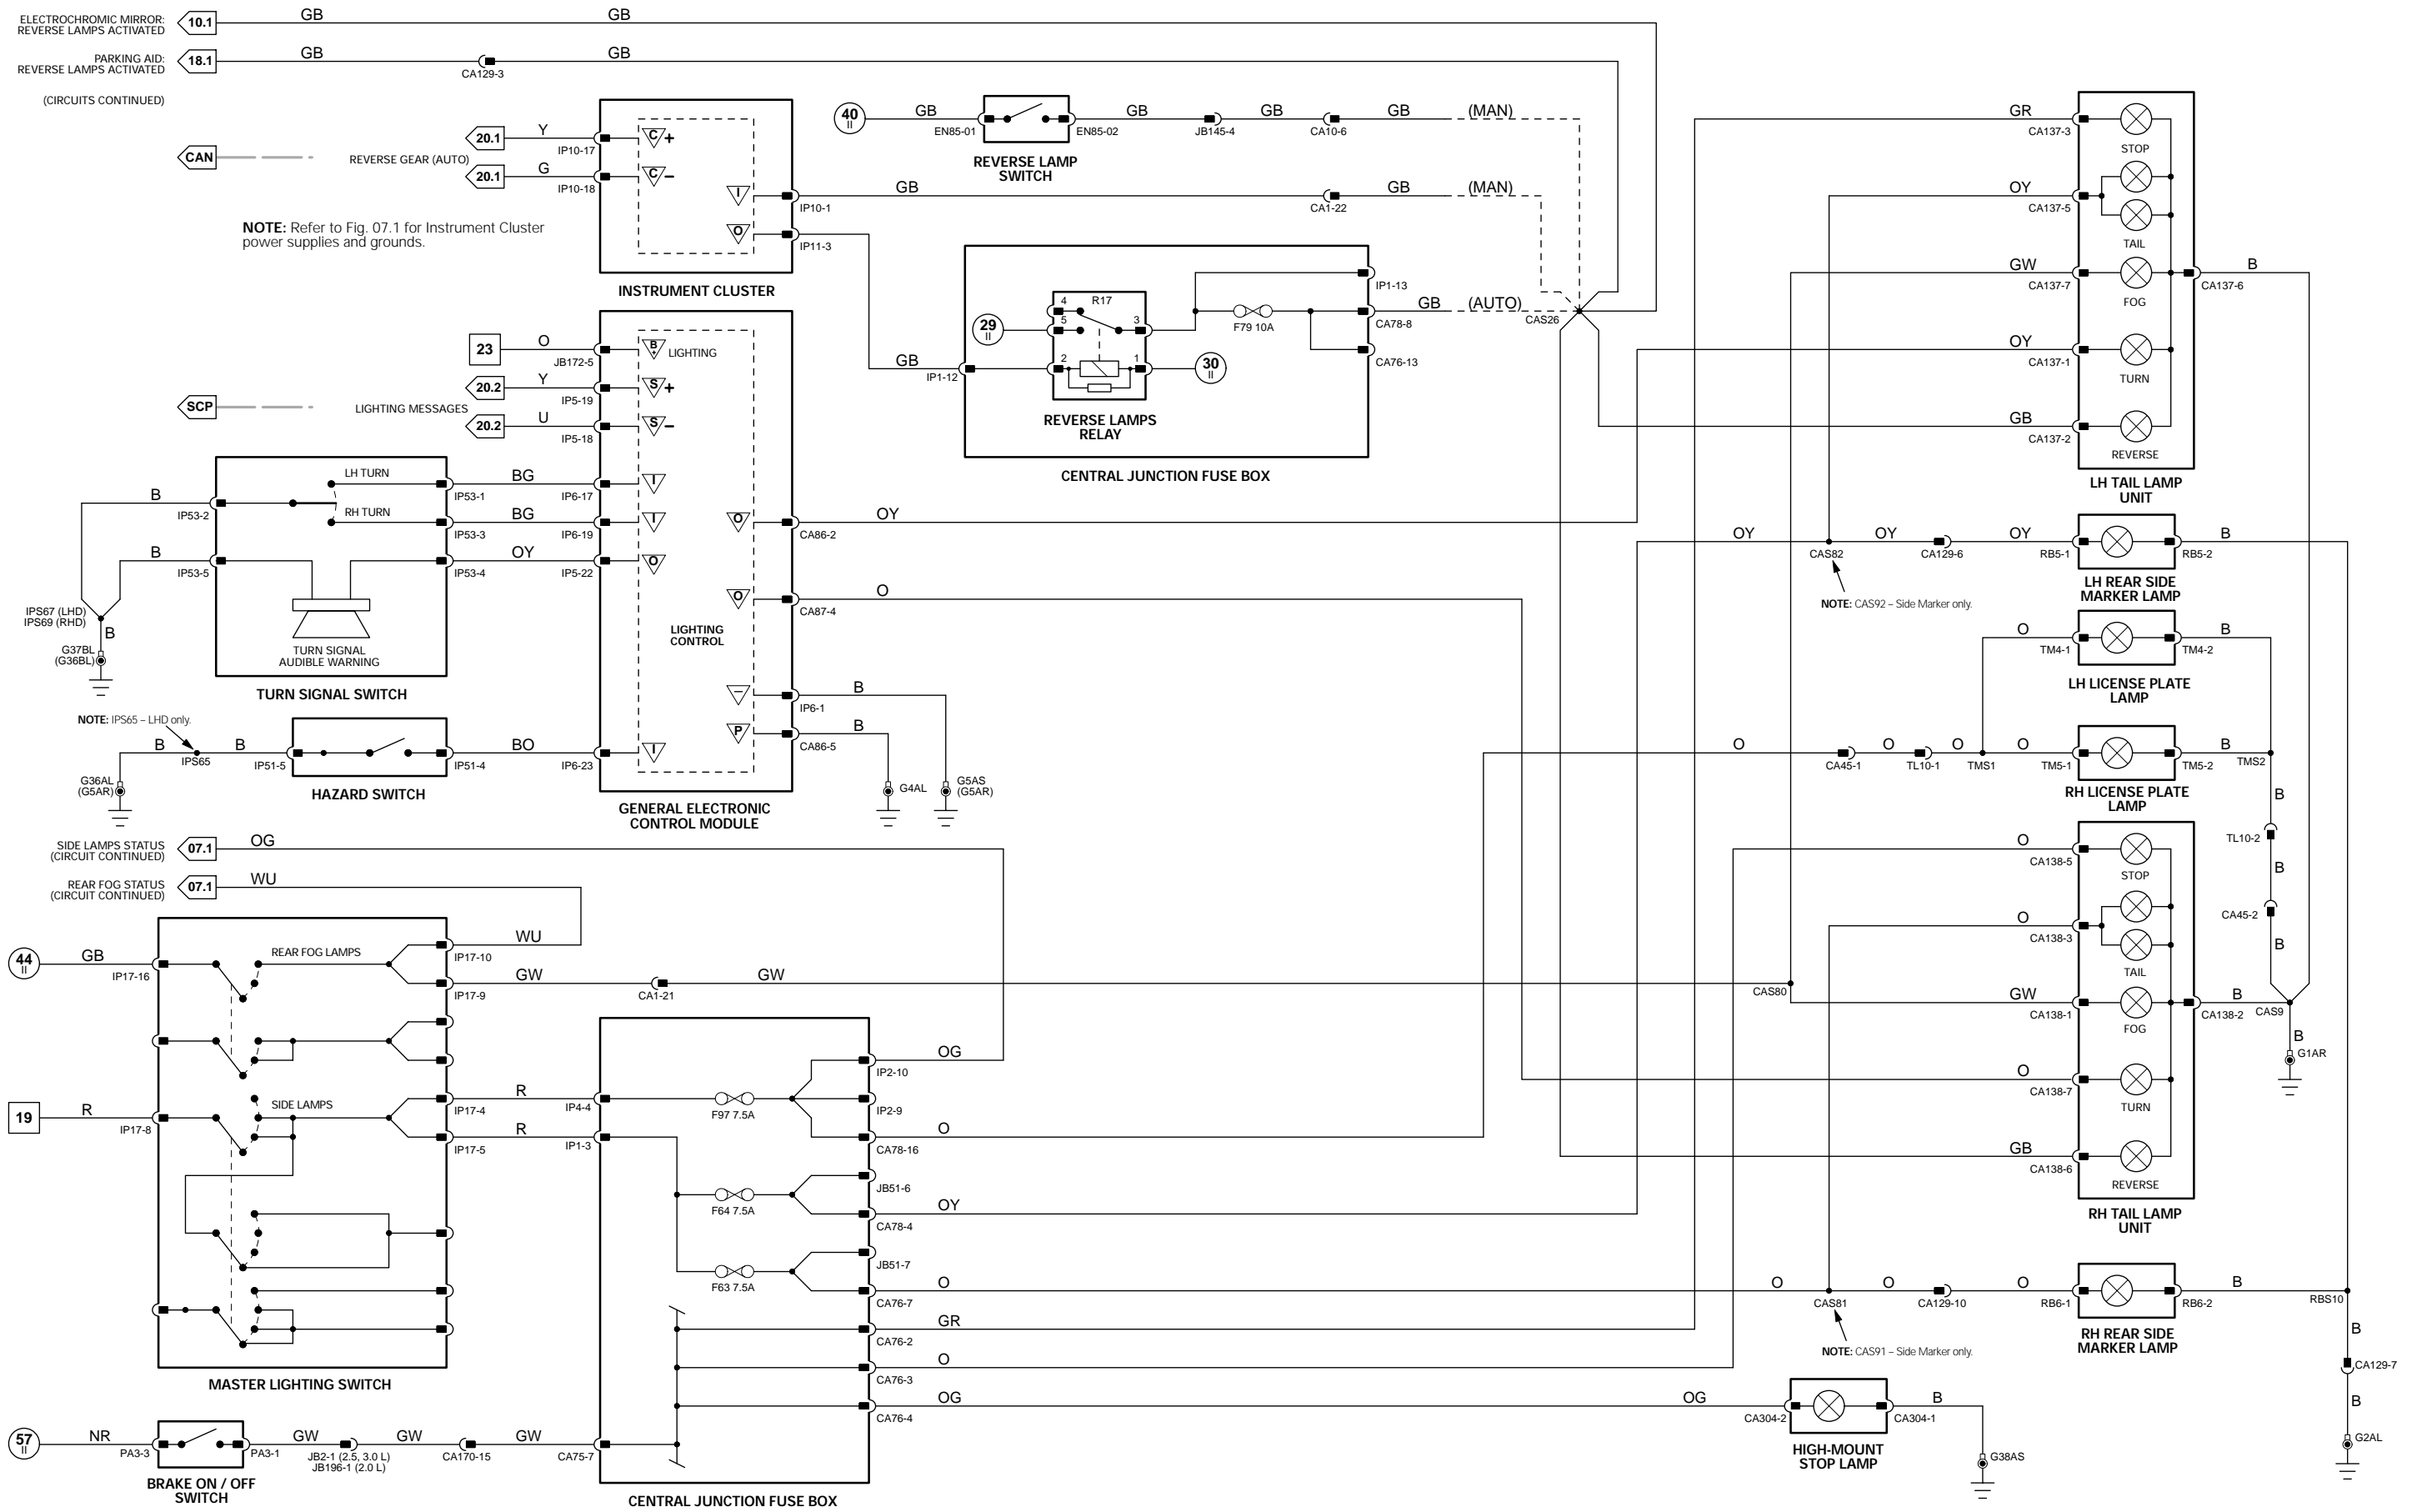 ELECTROCHROMIC MIRROR:
REVERSE LAMPS ACTIVATED
10.1
GB
GB
PARKING AID:
REVERSE LAMPS ACTIVATED
18.1
GB
CA129-3
GB
(CIRCUITS CONTINUED)
CAN
REVERSE GEAR (AUTO)
20.1
Y
IP10-17
20.1
G
IP10-18
C
+
C
–
I
O
IP10-1
IP11-3
INSTRUMENT CLUSTER
NOTE: Refer to Fig. 07.1 for Instrument Cluster
power supplies and grounds.
40
II
GB
EN85-01
EN85-02
REVERSE LAMP
SWITCH
GB
JB145-4
GB
CA10-6
GB
(MAN)
GB
CA1-22
GB
(MAN)
GB
IP1-12
29
II
4
5
R17
3
2
1
REVERSE LAMPS
RELAY
30
II
F79 10A
IP1-13
CA78-8
CA76-13
GB
(AUTO)
CAS26
CENTRAL JUNCTION FUSE BOX
23
O
JB172-5
B
+
LIGHTING
SCP
LIGHTING MESSAGES
20.2
Y
IP5-19
S
+
20.2
U
IP5-18
S
–
LH TURN
RH TURN
B
IP53-2
B
IP53-5
IP53-1
BG
IP6-17
I
IP53-3
BG
IP6-19
I
IP53-4
OY
IP5-22
O
TURN SIGNAL
AUDIBLE WARNING
TURN SIGNAL SWITCH
IPS67 (LHD)
IPS69 (RHD)
B
G37BL
(G36BL)
O
CA86-2
OY
O
CA87-4
O
LIGHTING
CONTROL
–
IP6-1
B
P
CA86-5
B
G4AL
G5AS
(G5AR)
NOTE: IPS65 – LHD only.
B
IPS65
B
IP51-5
IP51-4
BO
IP6-23
I
G36AL
(G5AR)
HAZARD SWITCH
GENERAL ELECTRONIC
CONTROL MODULE
SIDE LAMPS STATUS
(CIRCUIT CONTINUED)
07.1
OG
REAR FOG STATUS
(CIRCUIT CONTINUED)
07.1
WU
44
II
GB
IP17-16
REAR FOG LAMPS
IP17-10
WU
IP17-9
GW
CA1-21
GW
CAS80
19
R
IP17-8
SIDE LAMPS
IP17-4
R
IP4-4
IP17-5
R
IP1-3
MASTER LIGHTING SWITCH
F97 7.5A
IP2-10
OG
IP2-9
CA78-16
O
F64 7.5A
JB51-6
CA78-4
OY
F63 7.5A
JB51-7
CA76-7
O
CA76-2
GR
CA76-3
O
CA76-4
OG
57
II
NR
PA3-3
PA3-1
GW
JB2-1 (2.5, 3.0 L)
JB196-1 (2.0 L)
GW
CA170-15
GW
CA75-7
BRAKE ON / OFF
SWITCH
CENTRAL JUNCTION FUSE BOX
GR
CA137-3
STOP
OY
CA137-5
TAIL
GW
CA137-7
FOG
CA137-6
B
OY
CA137-1
TURN
GB
CA137-2
REVERSE
LH TAIL LAMP
UNIT
OY
CAS82
OY
CA129-6
OY
RB5-1
RB5-2
B
LH REAR SIDE
MARKER LAMP
NOTE: CAS92 – Side Marker only.
O
TM4-1
TM4-2
B
LH LICENSE PLATE
LAMP
O
CA45-1
O
TL10-1
O
TMS1
O
TM5-1
TM5-2
B
TMS2
RH LICENSE PLATE
LAMP
B
TL10-2
B
CA45-2
B
O
CA138-5
STOP
O
CA138-3
TAIL
GW
CA138-1
FOG
CA138-2
B
CAS9
B
G1AR
O
CA138-7
TURN
GB
CA138-6
REVERSE
RH TAIL LAMP
UNIT
O
CAS81
O
CA129-10
O
RB6-1
RB6-2
B
RBS10
RH REAR SIDE
MARKER LAMP
NOTE: CAS91 – Side Marker only.
B
CA129-7
B
G2AL
OG
CA304-2
CA304-1
B
HIGH-MOUNT
STOP LAMP
G38AS